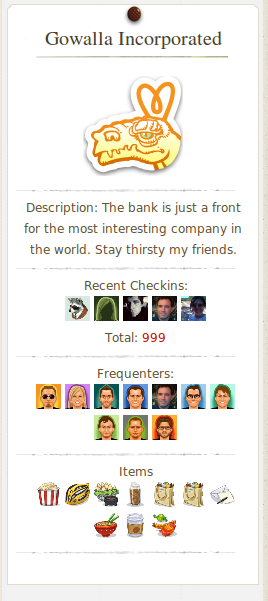 Gowalla Incorporated
Description: The bank is just a front
for the most interesting company in
the world. Stay thirsty my friends.
Recent Checkins:
Total: 999
Frequenters:
Items